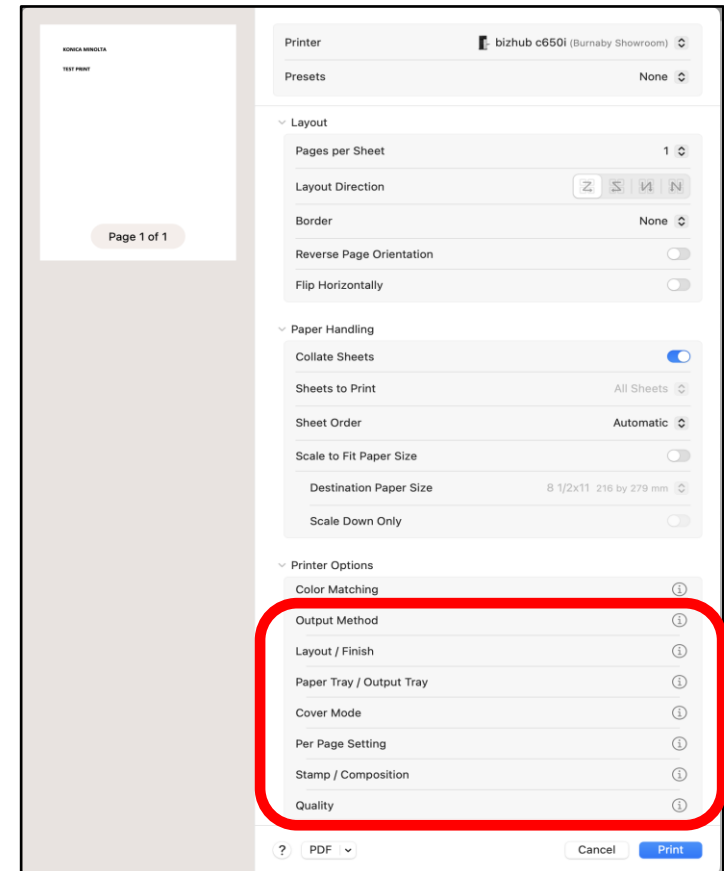 KONICA MINOLTA
TEST PRINT
Page 1 of 1
Printer bizhub c650i (Burnaby Showroom)
Presets None
Layout
Pages per Sheet 1
Layout Direction
Border None
Reverse Page Orientation
Flip Horizontally
Paper Handling
Collate Sheets
Sheets to Print All Sheets
Sheet Order Automatic
Scale to Fit Paper Size
Destination Paper Size 8 1/2x11 216 by 279 mm
Scale Down Only
Printer Options
Color Matching
Output Method
Layout / Finish
Paper Tray / Output Tray
Cover Mode
Per Page Setting
Stamp / Composition
Quality
? PDF Cancel Print